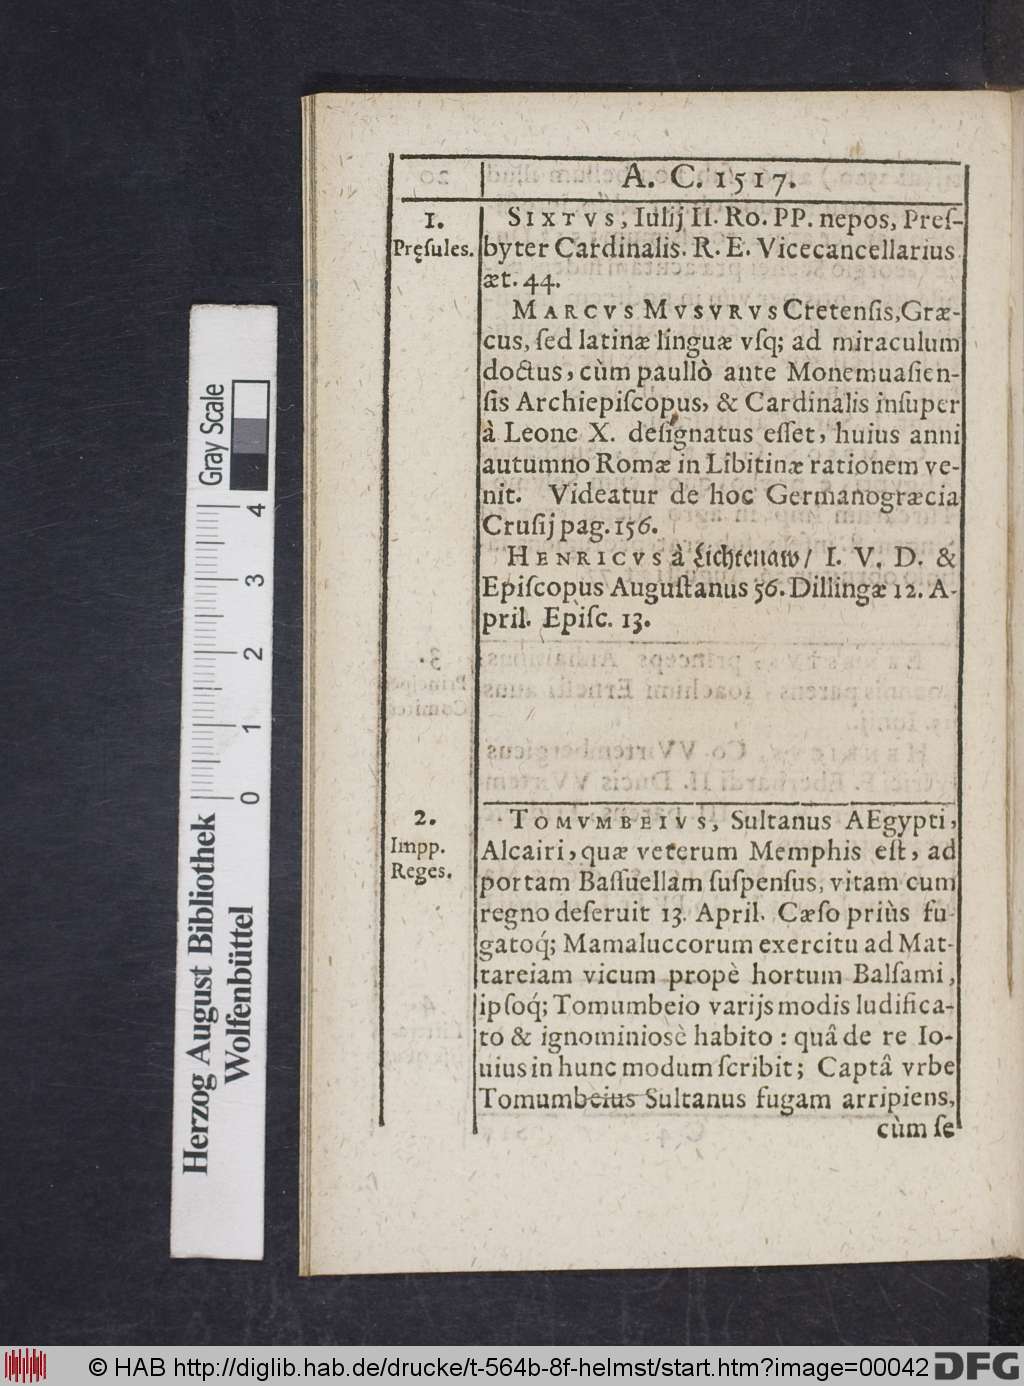 A. C. 1517.
1.
Pręſules.
SIXTVS, Iulij II. Ro. PP. nepos, Preſ-
byter Cardinalis. R. E. Vicecancellarius
æt. 44.
MARCVS MVSVRVS Cretenſis, Græ-
cus, ſed latinæ linguæ vſq; ad miraculum
doctus, cùm paullò ante Monemuaſien-
ſis Archiepiſcopus, & Cardinalis inſuper
à Leone X. deſignatus eſſet, huius anni
autumno Romæ in Libitinæ rationem ve-
nit. Videatur de hoc Germanogræcia
Cruſij pag. 156.
HENRICVS à Lichtenaw/ I. V. D. &
Epiſcopus Auguſtanus 56. Dillingæ 12. A-
pril. Epiſc. 13.
2.
Impp.
Reges.
TOMVMBEIVS, Sultanus AEgypti,
Alcairi, quæ veterum Memphis eſt, ad
portam Baſſuellam ſuſpenſus, vitam cum
regno deſeruit 13. April. Cæſo priùs fu-
gatoq́; Mamaluccorum exercitu ad Mat-
tareiam vicum propè hortum Balſami,
ipſoq́; Tomumbeio varijs modis ludifica-
to & ignominiosè habito : quâ de re Io-
uius in hunc modum ſcribit; Captâ vrbe
Tomumbeius Sultanus fugam arripiens,
cùm ſe
Gray Scale
4
3
2
1
0
Herzog August Bibliothek
Wolfenbüttel
© HAB http://diglib.hab.de/drucke/t-564b-8f-helmst/start.htm?image=00042
DFG